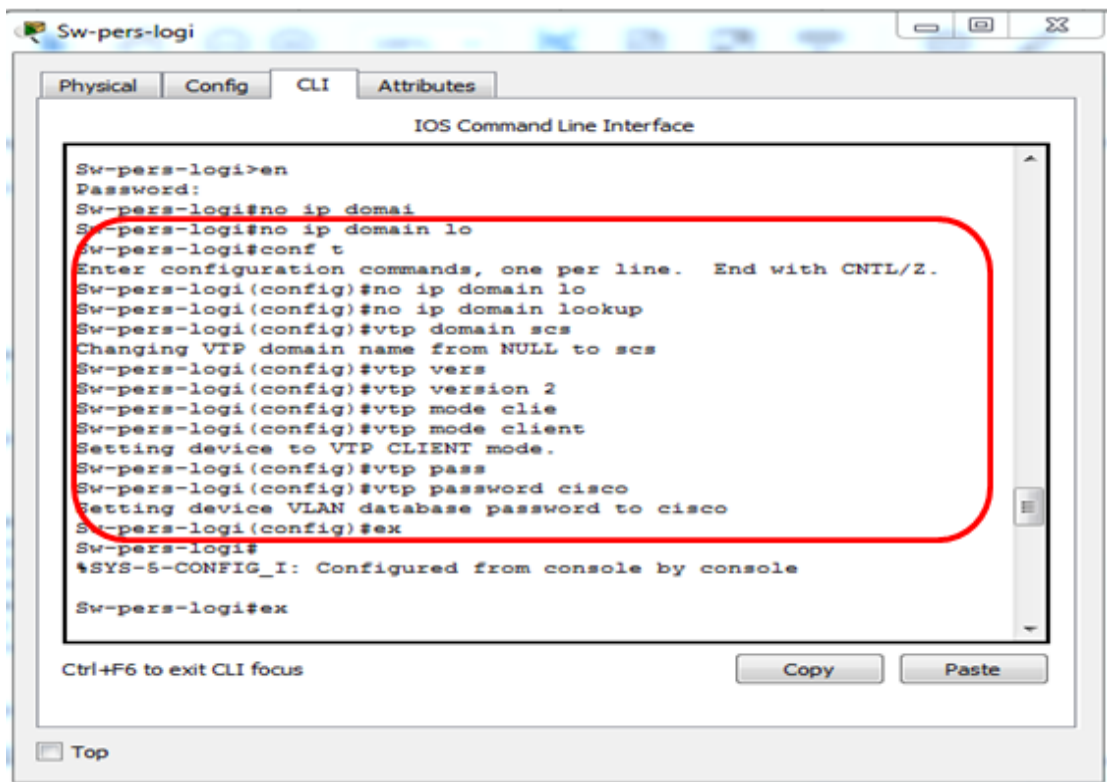 Sw-pers-logi
Physical Config CLI Attributes
IOS Command Line Interface
Sw-pers-logi>en
Password:
Sw-pers-logi#no ip domai
Sw-pers-logi#no ip domain lo
Sw-pers-logi#conf t
Enter configuration commands, one per line. End with CNTL/Z.
Sw-pers-logi(config)#no ip domain lo
Sw-pers-logi(config)#no ip domain lookup
Sw-pers-logi(config)#vtp domain scs
Changing VTP domain name from NULL to scs
Sw-pers-logi(config)#vtp vers
Sw-pers-logi(config)#vtp version 2
Sw-pers-logi(config)#vtp mode clie
Sw-pers-logi(config)#vtp mode client
Setting device to VTP CLIENT mode.
Sw-pers-logi(config)#vtp pass
Sw-pers-logi(config)#vtp password cisco
Setting device VLAN database password to cisco
Sw-pers-logi(config)#ex
Sw-pers-logi#
%SYS-5-CONFIG_I: Configured from console by console
Sw-pers-logi#ex
Ctrl+F6 to exit CLI focus
Copy Paste
Top